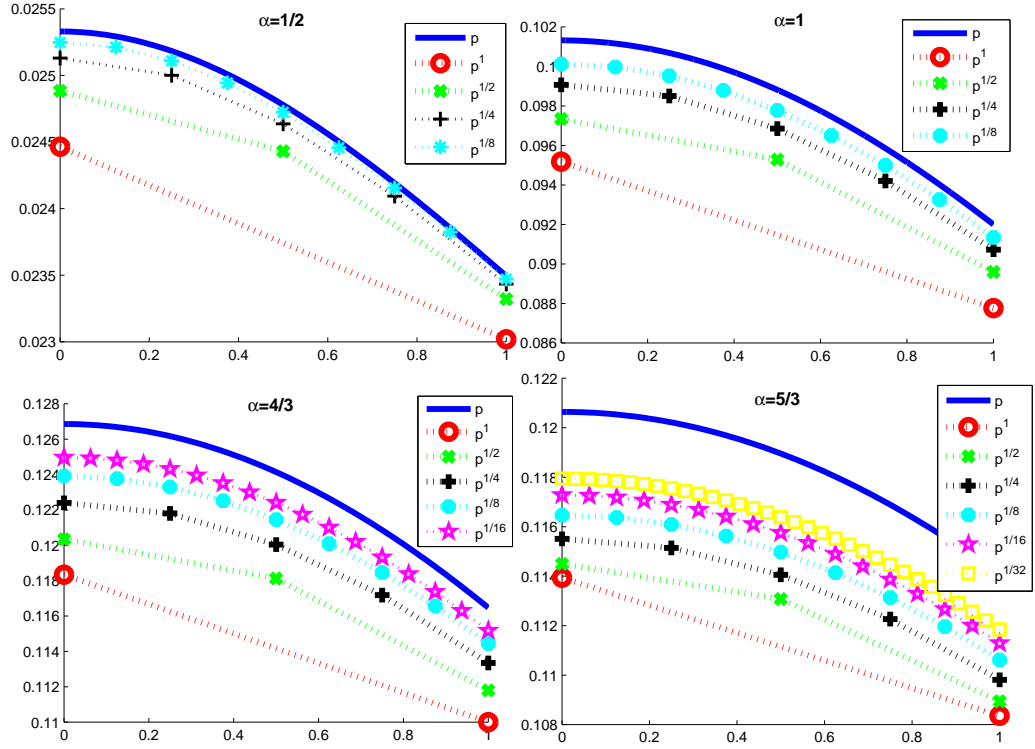 α=1/2
0.0255
0.025
0.0245
0.024
0.0235
0.023
0
0.2
0.4
0.6
0.8
1
p
p^1
p^{1/2}
p^{1/4}
p^{1/8}
α=1
0.102
0.1
0.098
0.096
0.094
0.092
0.09
0.088
0.086
0
0.2
0.4
0.6
0.8
1
p
p^1
p^{1/2}
p^{1/4}
p^{1/8}
α=4/3
0.128
0.126
0.124
0.122
0.12
0.118
0.116
0.114
0.112
0.11
0
0.2
0.4
0.6
0.8
1
p
p^1
p^{1/2}
p^{1/4}
p^{1/8}
p^{1/16}
α=5/3
0.122
0.12
0.118
0.116
0.114
0.112
0.11
0.108
0
0.2
0.4
0.6
0.8
1
p
p^1
p^{1/2}
p^{1/4}
p^{1/8}
p^{1/16}
p^{1/32}